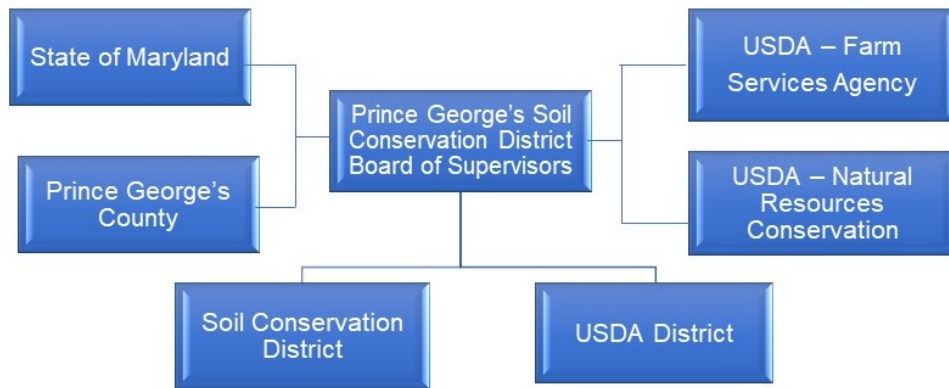 State of Maryland
Prince George's
County
Prince George's Soil
Conservation District
Board of Supervisors
USDA – Farm
Services Agency
USDA – Natural
Resources
Conservation
Soil Conservation
District
USDA District